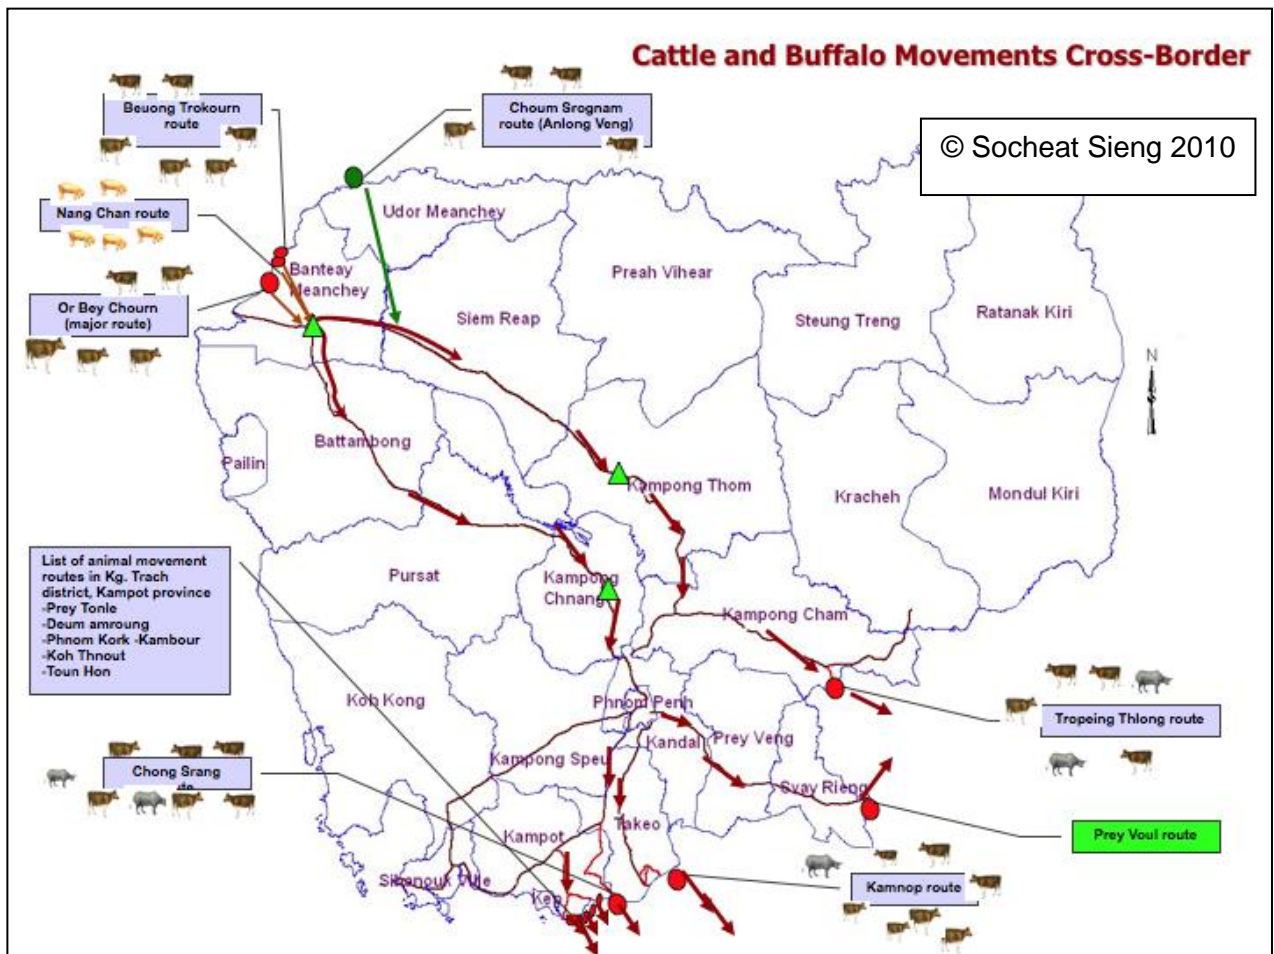 Cattle and Buffalo Movements Cross-Border
© Socheat Sieng 2010
Beuong Trokourn
route
Choum Srognam
route (Anlong Veng)
Nang Chan route
Or Bey Chourn
(major route)
Udor Meanchey
Banteay
Meanchey
Preah Vihear
Siem Reap
Steung Treng
Ratanak Kiri
N
Battambong
Pailin
Kampong Thom
Kracheh
Mondul Kiri
List of animal movement
routes in Kg. Trach
district, Kampot province
-Prey Tonle
-Deum amroung
-Phnom Kork -Kambour
-Koh Thnout
-Toun Hon
Pursat
Kampong
Chnang
Kampong Cham
Koh Kong
Phnom Penh
Kandal
Prey Veng
Tropeing Thlong route
Kampong Speu
Chong Srang
Svay Rieng
Takeo
Kampot
Prey Voul route
Sihanouk Ville
Kep
Kamnop route